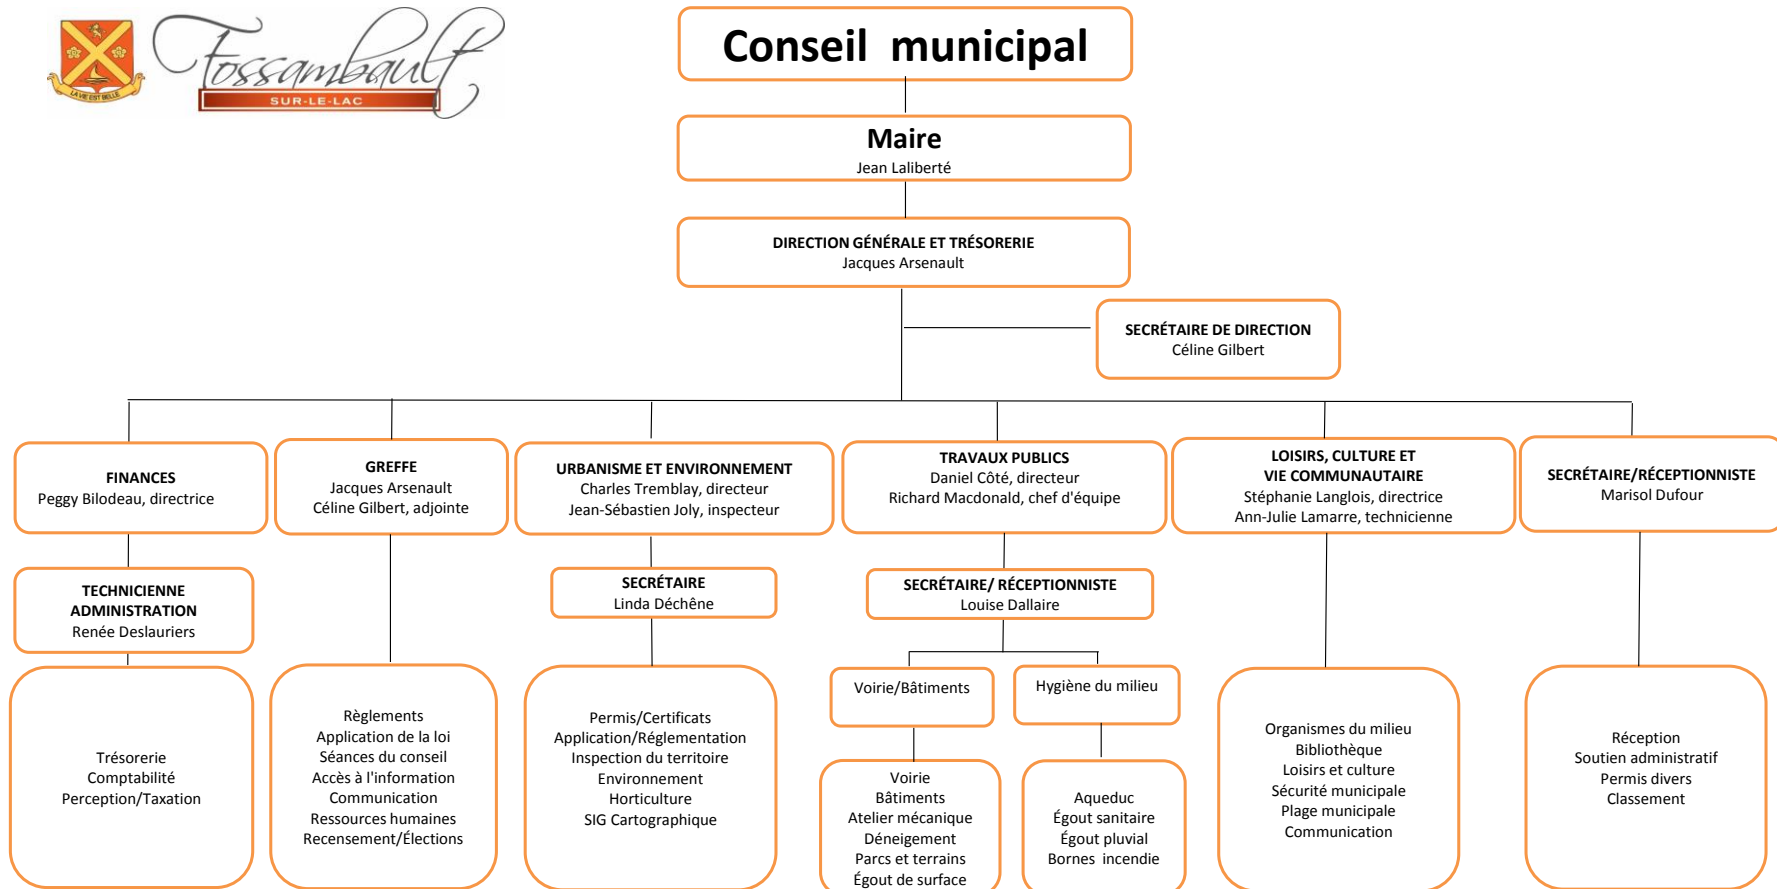 LA VIE EST BELLE
Fossambault
SUR-LE-LAC
Conseil municipal
Maire
Jean Laliberté
DIRECTION GÉNÉRALE ET TRÉSORERIE
Jacques Arsenault
SECRÉTAIRE DE DIRECTION
Céline Gilbert
FINANCES
Peggy Bilodeau, directrice
GREFFE
Jacques Arsenault
Céline Gilbert, adjointe
URBANISME ET ENVIRONNEMENT
Charles Tremblay, directeur
Jean-Sébastien Joly, inspecteur
TRAVAUX PUBLICS
Daniel Côté, directeur
Richard Macdonald, chef d'équipe
LOISIRS, CULTURE ET
VIE COMMUNAUTAIRE
Stéphanie Langlois, directrice
Ann-Julie Lamarre, technicienne
SECRÉTAIRE/RÉCEPTIONNISTE
Marisol Dufour
TECHNICIENNE
ADMINISTRATION
Renée Deslauriers
SECRÉTAIRE
Linda Déchêne
SECRÉTAIRE/ RÉCEPTIONNISTE
Louise Dallaire
Voirie/Bâtiments
Hygiène du milieu
Trésorerie
Comptabilité
Perception/Taxation
Règlements
Application de la loi
Séances du conseil
Accès à l'information
Communication
Ressources humaines
Recensement/Élections
Permis/Certificats
Application/Réglementation
Inspection du territoire
Environnement
Horticulture
SIG Cartographique
Voirie
Bâtiments
Atelier mécanique
Déneigement
Parcs et terrains
Égout de surface
Aqueduc
Égout sanitaire
Égout pluvial
Bornes incendie
Organismes du milieu
Bibliothèque
Loisirs et culture
Sécurité municipale
Plage municipale
Communication
Réception
Soutien administratif
Permis divers
Classement